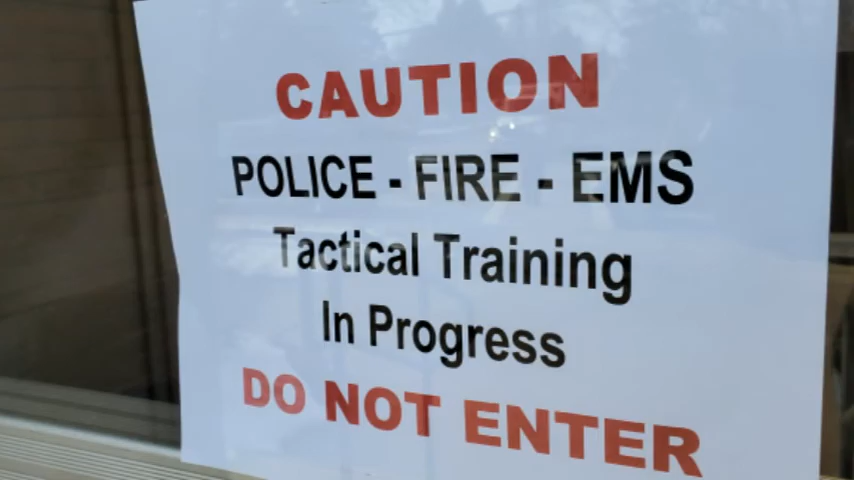 CAUTION
POLICE - FIRE - EMS
Tactical Training
In Progress
DO NOT ENTER